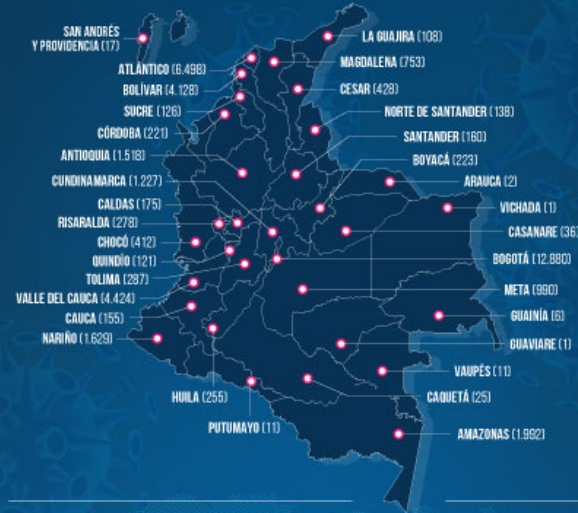 SAN ANDRÉS
Y PROVIDENCIA (17)
ATLÁNTICO (6.498)
BOLÍVAR (4.128)
SUCRE (126)
CÓRDOBA (221)
ANTIOQUIA (1.518)
CUNDINAMARCA (1.227)
CALDAS (175)
RISARALDA (278)
CHOCÓ (412)
QUINDÍO (121)
TOLIMA (287)
VALLE DEL CAUCA (4.424)
CAUCA (155)
NARIÑO (1.629)
HUILA (255)
PUTUMAYO (11)
LA GUAJIRA (108)
MAGDALENA (753)
CESAR (428)
NORTE DE SANTANDER (138)
SANTANDER (160)
BOYACÁ (223)
ARAUCA (2)
VICHADA (1)
CASANARE (36)
BOGOTÁ (12.880)
META (990)
GUAINÍA (6)
GUAVIARE (1)
VAUPÉS (11)
CAQUETÁ (25)
AMAZONAS (1.992)